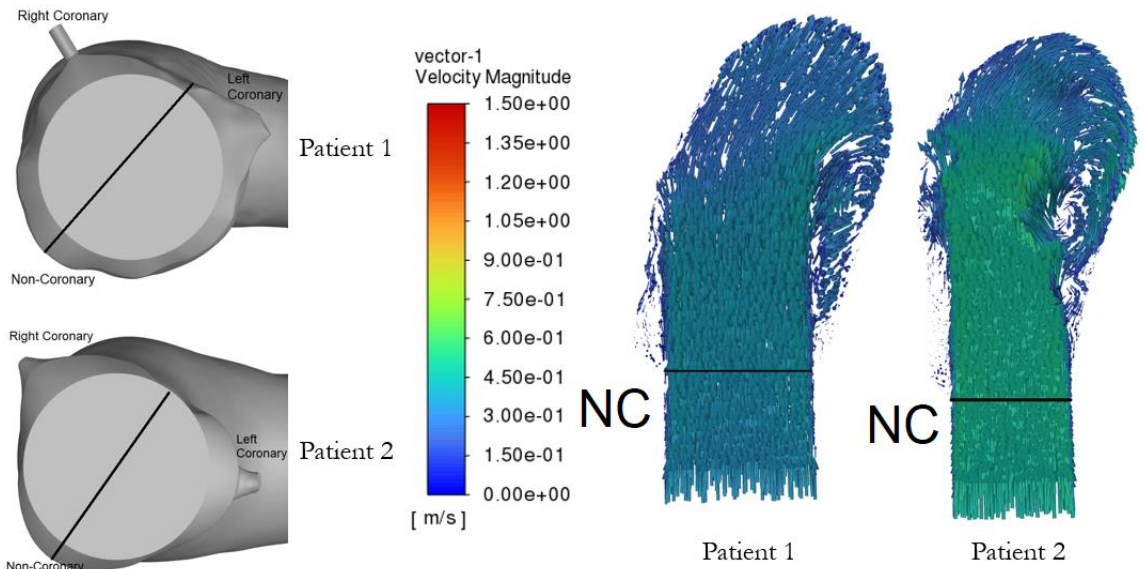 Right Coronary
Left
Coronary
Patient 1
Non-Coronary
Right Coronary
Left
Coronary
Patient 2
Non-Coronary
vector-1
Velocity Magnitude
1.50e+00
1.35e+00
1.20e+00
1.05e+00
9.00e-01
7.50e-01
6.00e-01
4.50e-01
3.00e-01
1.50e-01
0.00e+00
[ m/s ]
NC
NC
Patient 1
Patient 2